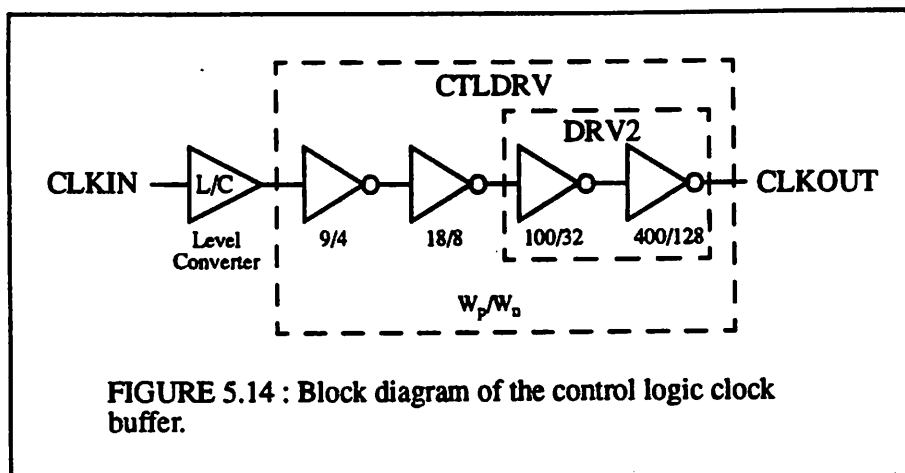 CTLDRV
DRV2
CLKIN
L/C
CLKOUT
Level
Converter
9/4
18/8
100/32
400/128
Wp/Wn
FIGURE 5.14 : Block diagram of the control logic clock
buffer.